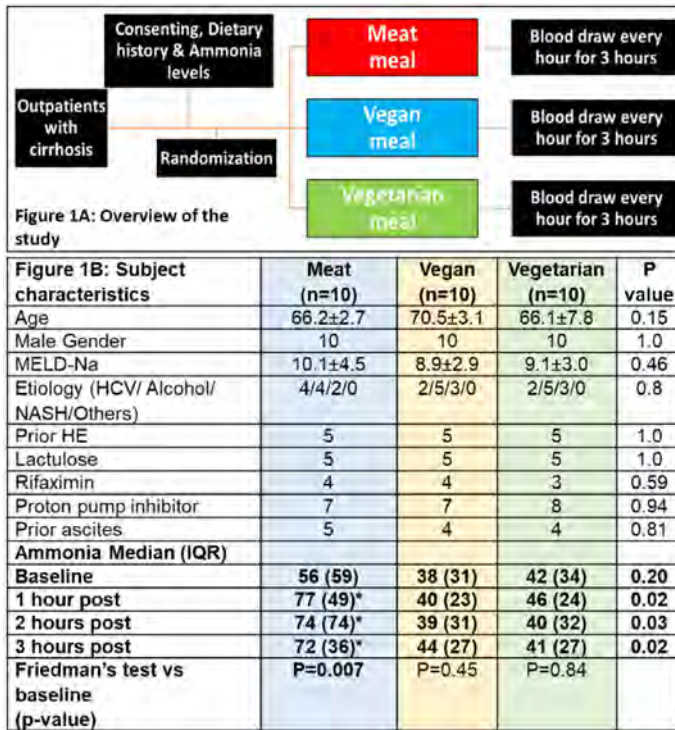 Consenting, Dietary
history & Ammonia
levels
Meat
meal
Blood draw every
hour for 3 hours
Outpatients
with
cirrhosis
Vegan
meal
Blood draw every
hour for 3 hours
Randomization
Vegetarian
meal
Blood draw every
hour for 3 hours
Figure 1A: Overview of the
study
Figure 1B: Subject characteristics Meat (n=10) Vegan (n=10) Vegetarian (n=10) P value
Age 66.2±2.7 70.5±3.1 66.1±7.8 0.15
Male Gender 10 10 10 1.0
MELD-Na 10.1±4.5 8.9±2.9 9.1±3.0 0.46
Etiology (HCV/ Alcohol/ 4/4/2/0 2/5/3/0 2/5/3/0 0.8
NASH/Others)
Prior HE 5 5 5 1.0
Lactulose 5 5 5 1.0
Rifaximin 4 4 3 0.59
Proton pump inhibitor 7 7 8 0.94
Prior ascites 5 4 4 0.81
Ammonia Median (IQR)
Baseline 56 (59) 38 (31) 42 (34) 0.20
1 hour post 77 (49)* 40 (23) 46 (24) 0.02
2 hours post 74 (74)* 39 (31) 40 (32) 0.03
3 hours post 72 (36)* 44 (27) 41 (27) 0.02
Friedman's test vs P=0.007 P=0.45 P=0.84
baseline
(p-value)